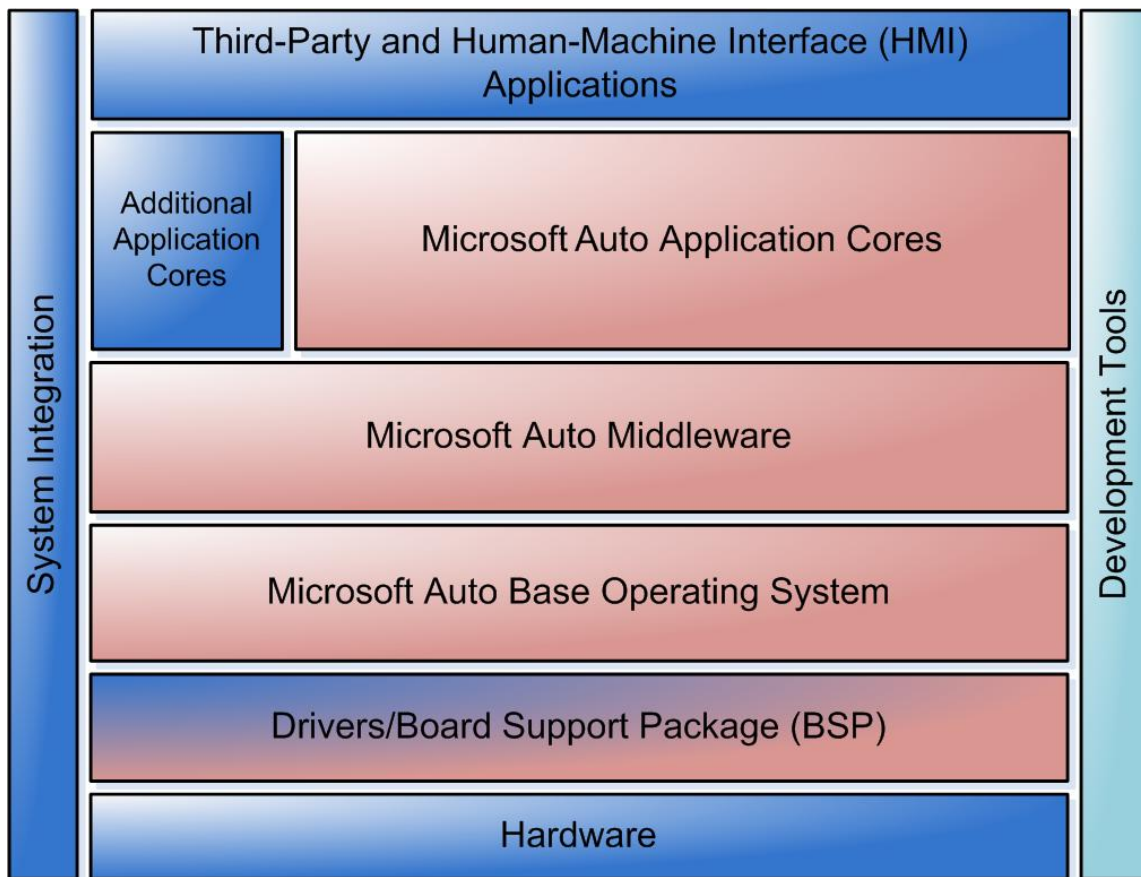 Third-Party and Human-Machine Interface (HMI)
Applications
Additional
Application
Cores
Microsoft Auto Application Cores
Microsoft Auto Middleware
Microsoft Auto Base Operating System
Drivers/Board Support Package (BSP)
Hardware
System Integration
Development Tools